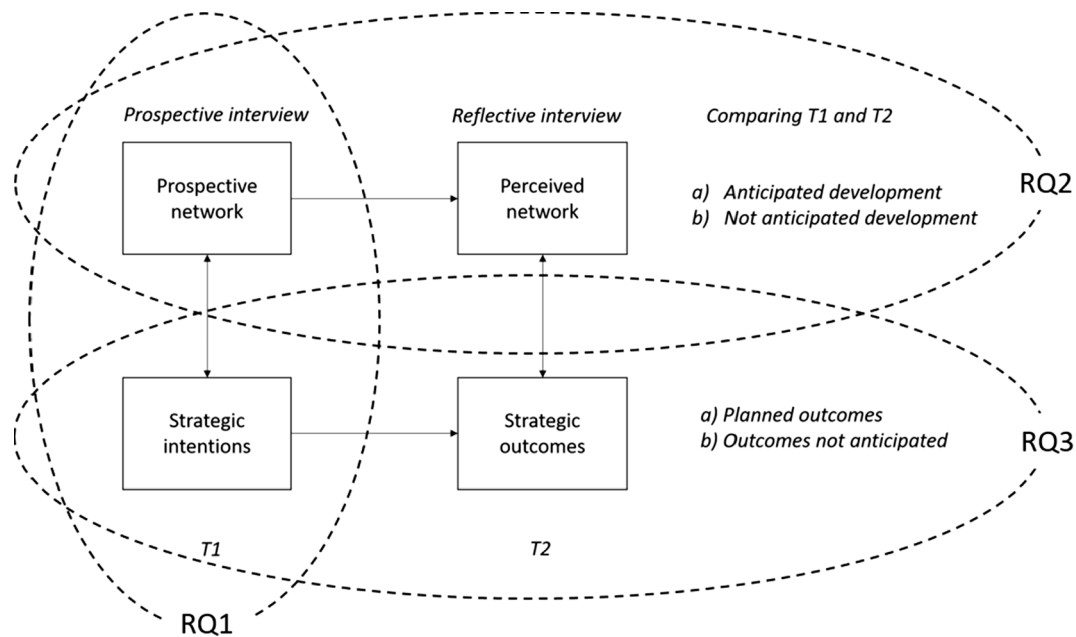 Prospective interview
Reflective interview
Comparing T1 and T2
Prospective
network
Perceived
network
a) Anticipated development
b) Not anticipated development
RQ2
Strategic
intentions
Strategic
outcomes
a) Planned outcomes
b) Outcomes not anticipated
RQ3
T1
T2
RQ1